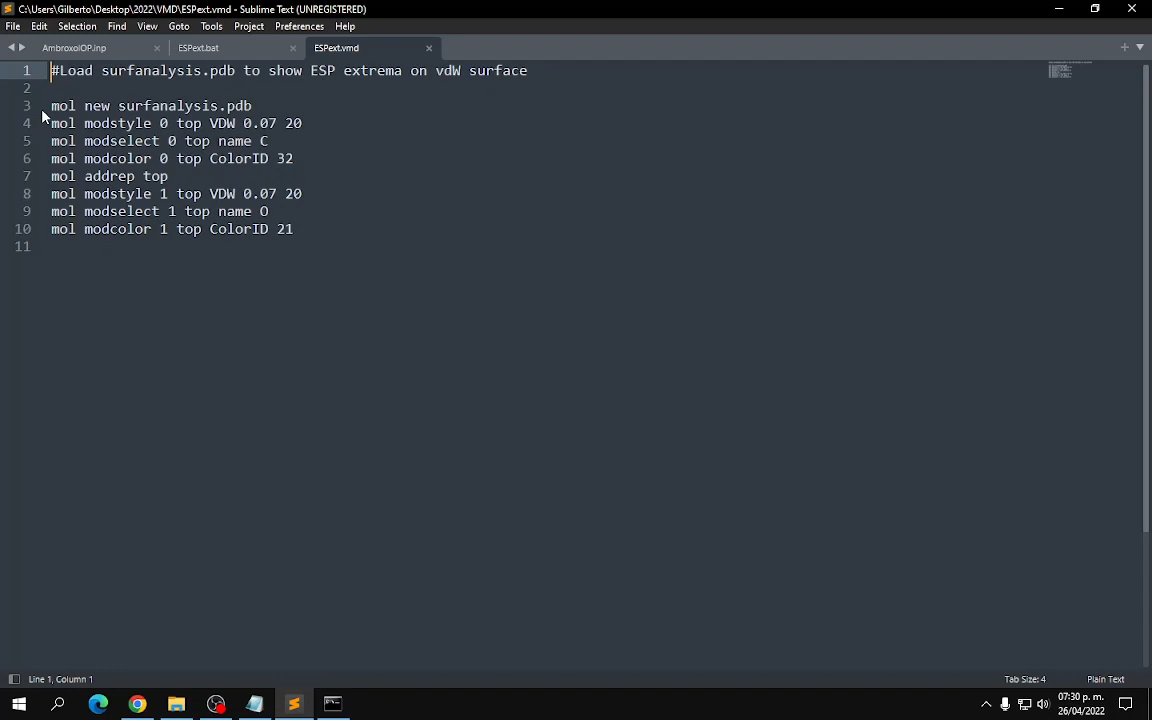 C:\Users\Gilberto\Desktop\2022\VMD\ESPext.vmd - Sublime Text (UNREGISTERED)
File Edit Selection Find View Goto Tools Project Preferences Help
AmbroxolOP.inp ESPext.bat ESPext.vmd
1 #Load surfanalysis.pdb to show ESP extrema on vdW surface
2
3 mol new surfanalysis.pdb
4 mol modstyle 0 top VDW 0.07 20
5 mol modselect 0 top name C
6 mol modcolor 0 top ColorID 32
7 mol addrep top
8 mol modstyle 1 top VDW 0.07 20
9 mol modselect 1 top name O
10 mol modcolor 1 top ColorID 21
11
Line 1, Column 1 Tab Size: 4 Plain Text
07:30 p. m.
26/04/2022